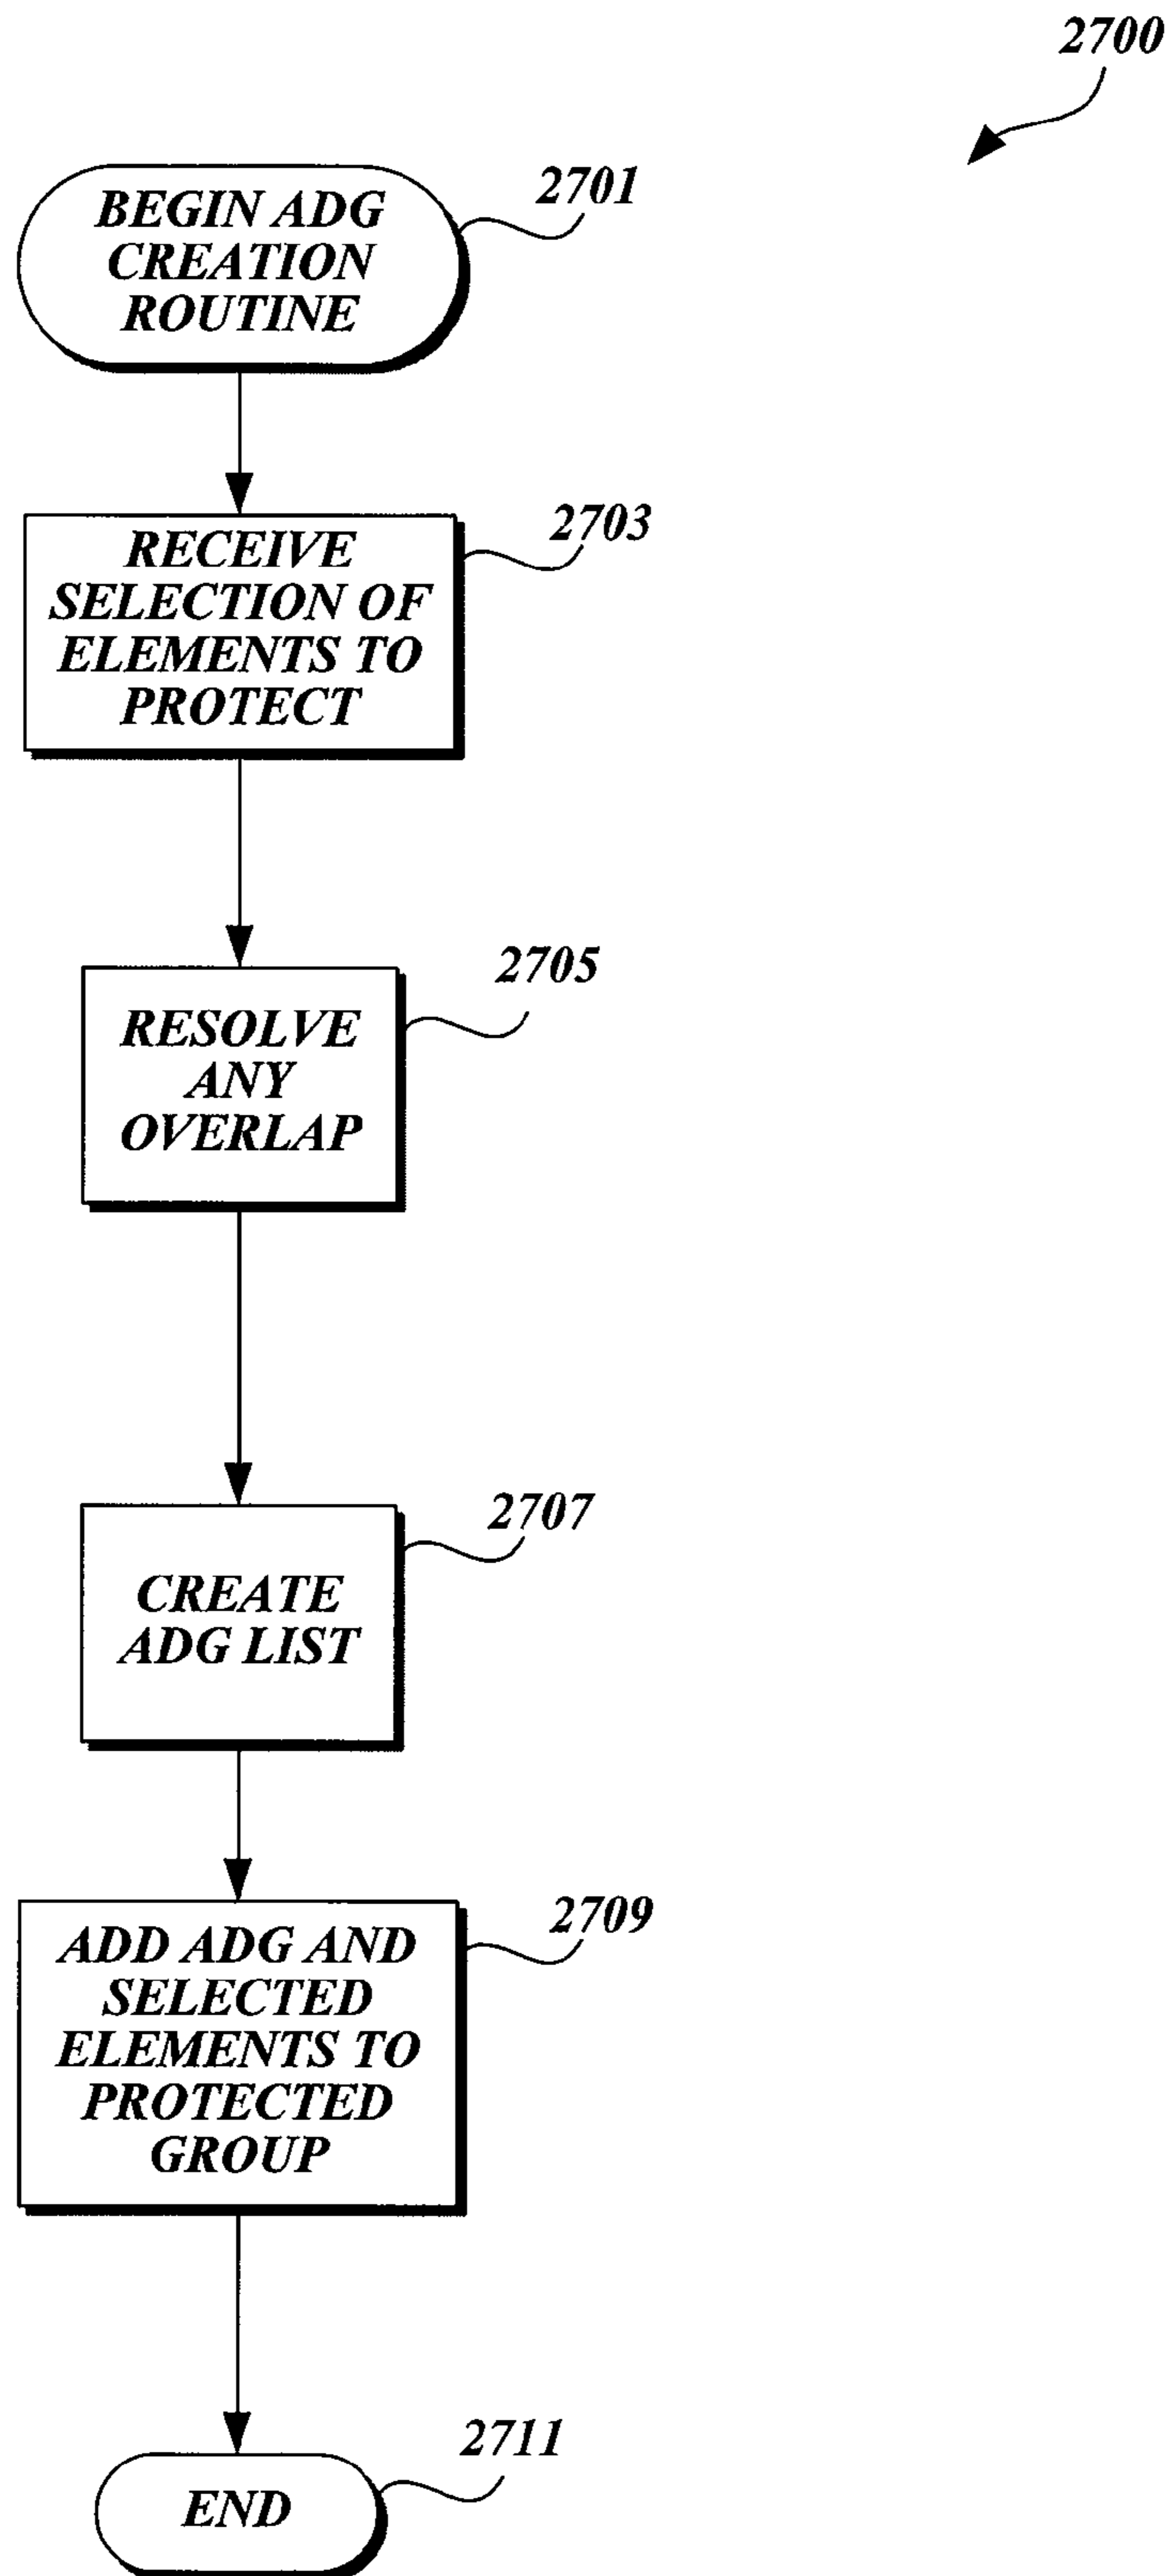 2700
BEGIN ADG
CREATION
ROUTINE
2701
RECEIVE
SELECTION OF
ELEMENTS TO
PROTECT
2703
RESOLVE
ANY
OVERLAP
2705
CREATE
ADG LIST
2707
ADD ADG AND
SELECTED
ELEMENTS TO
PROTECTED
GROUP
2709
END
2711